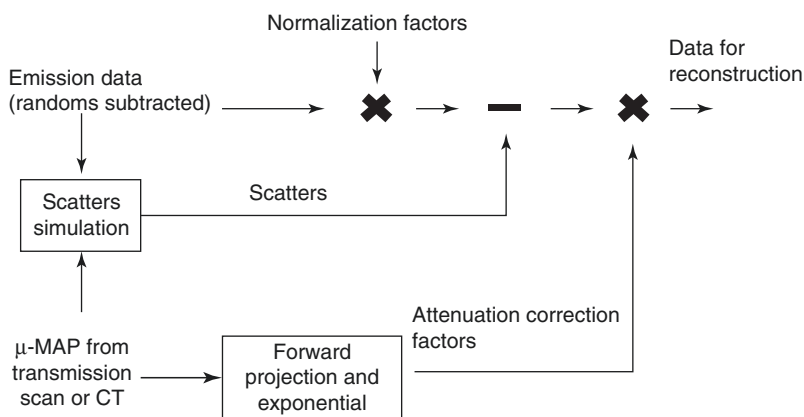 Normalization factors
Data for
reconstruction
Emission data
(randoms subtracted)
Scatters
simulation
Scatters
Attenuation correction
factors
μ-MAP from
transmission
scan or CT
Forward
projection and
exponential